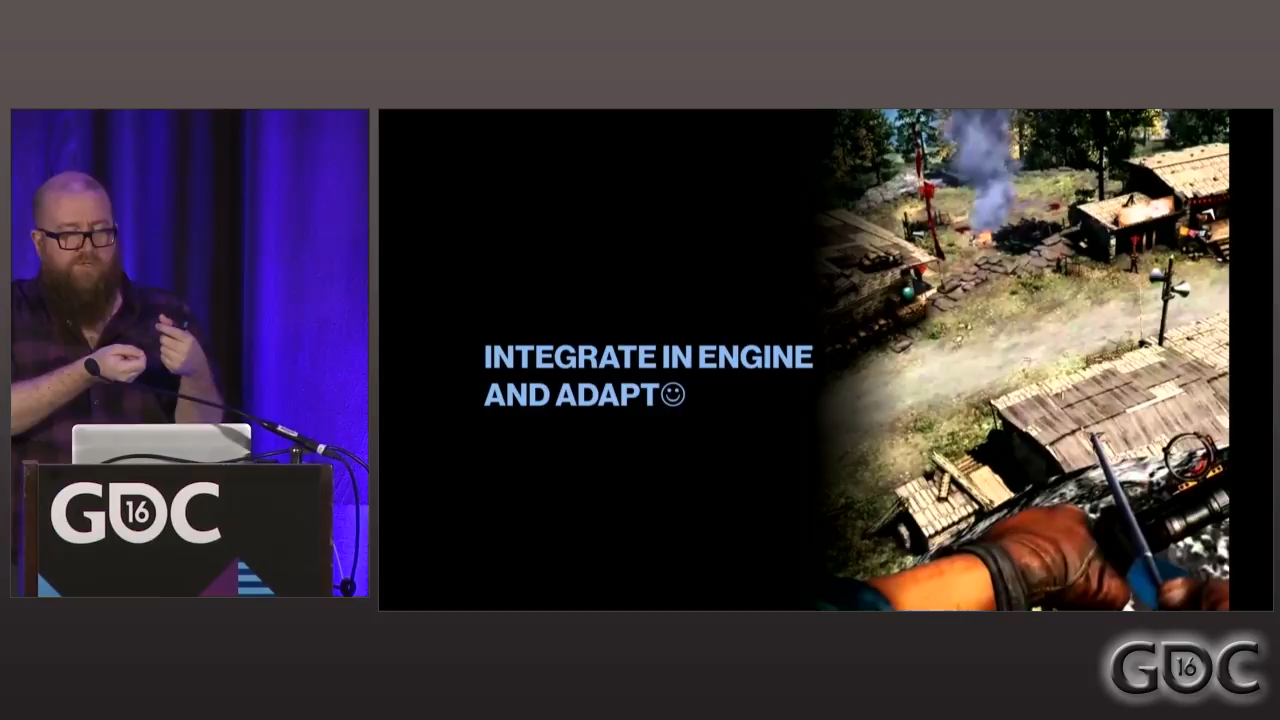 INTEGRATE IN ENGINE
AND ADAPT☺
GDC
16
GDC
16